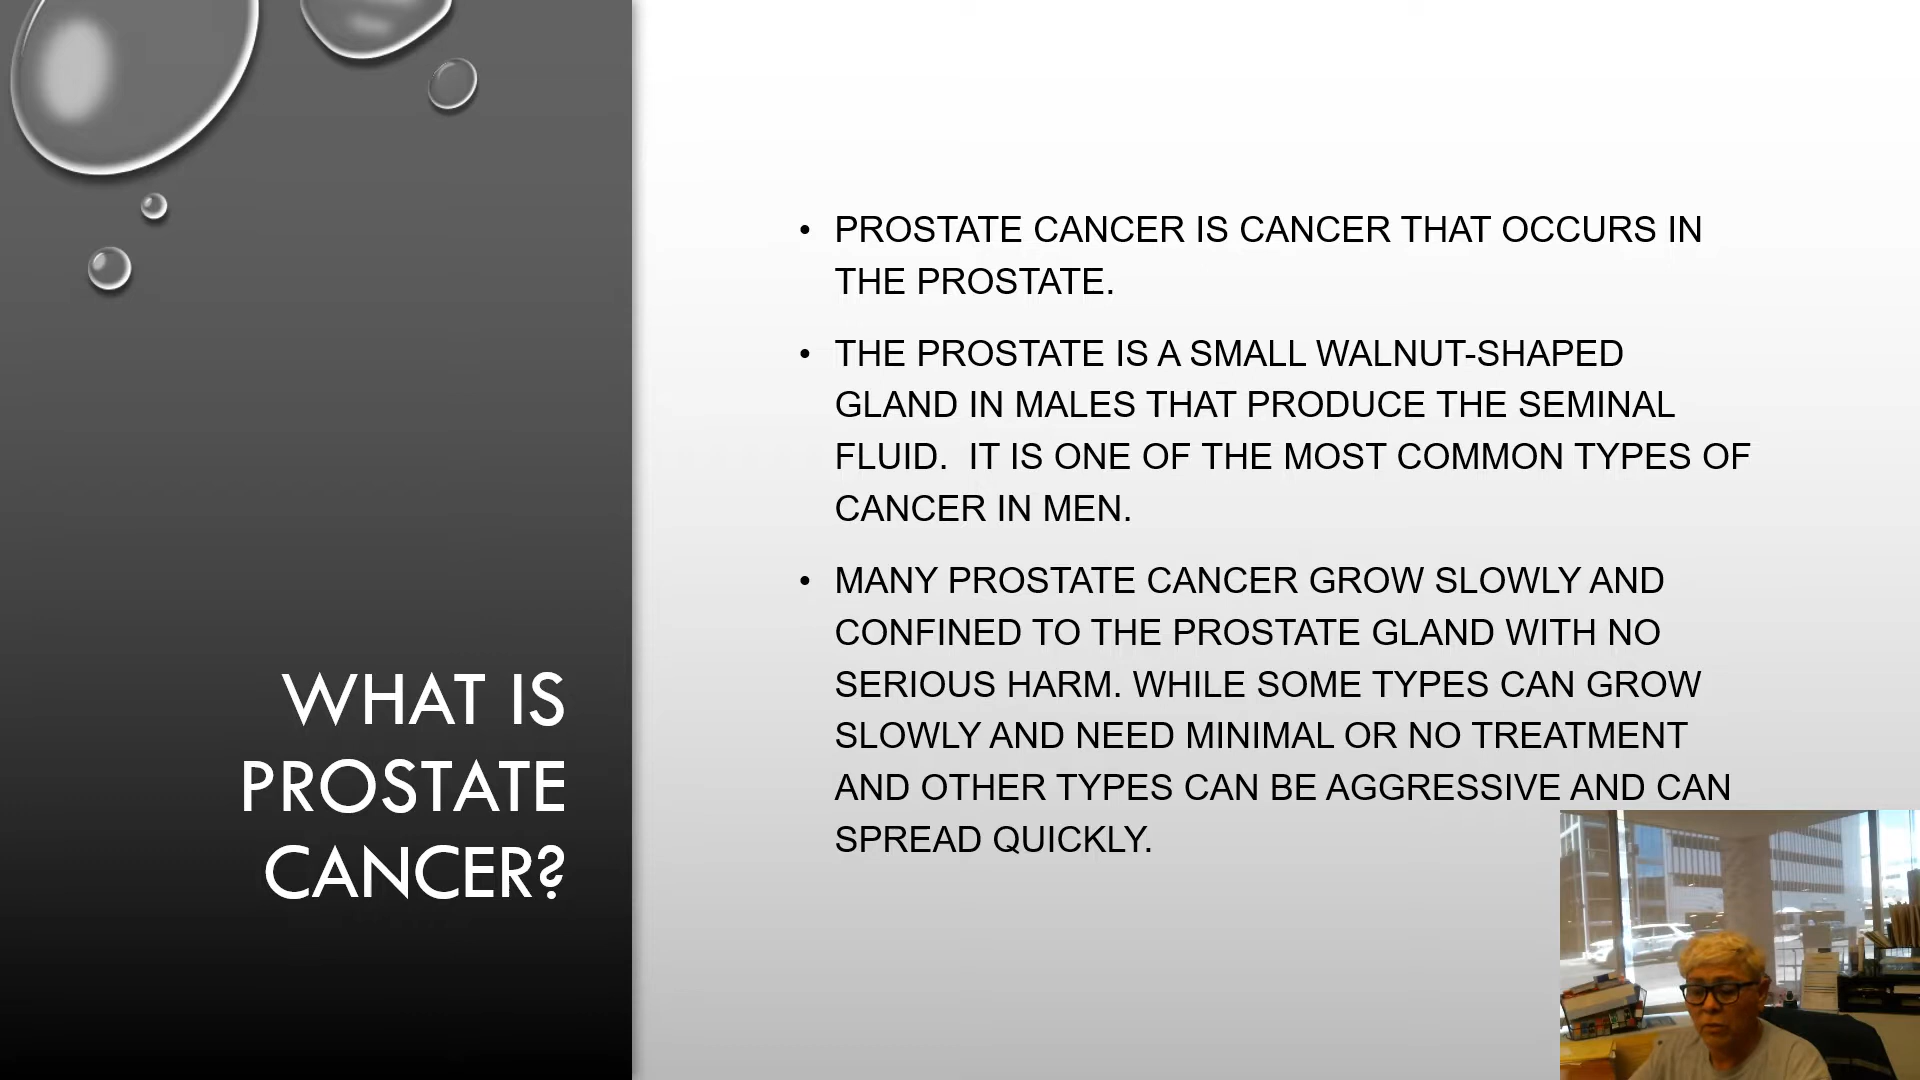 WHAT IS
PROSTATE
CANCER?
• PROSTATE CANCER IS CANCER THAT OCCURS IN
THE PROSTATE.
• THE PROSTATE IS A SMALL WALNUT-SHAPED
GLAND IN MALES THAT PRODUCE THE SEMINAL
FLUID.  IT IS ONE OF THE MOST COMMON TYPES OF
CANCER IN MEN.
• MANY PROSTATE CANCER GROW SLOWLY AND
CONFINED TO THE PROSTATE GLAND WITH NO
SERIOUS HARM. WHILE SOME TYPES CAN GROW
SLOWLY AND NEED MINIMAL OR NO TREATMENT
AND OTHER TYPES CAN BE AGGRESSIVE AND CAN
SPREAD QUICKLY.